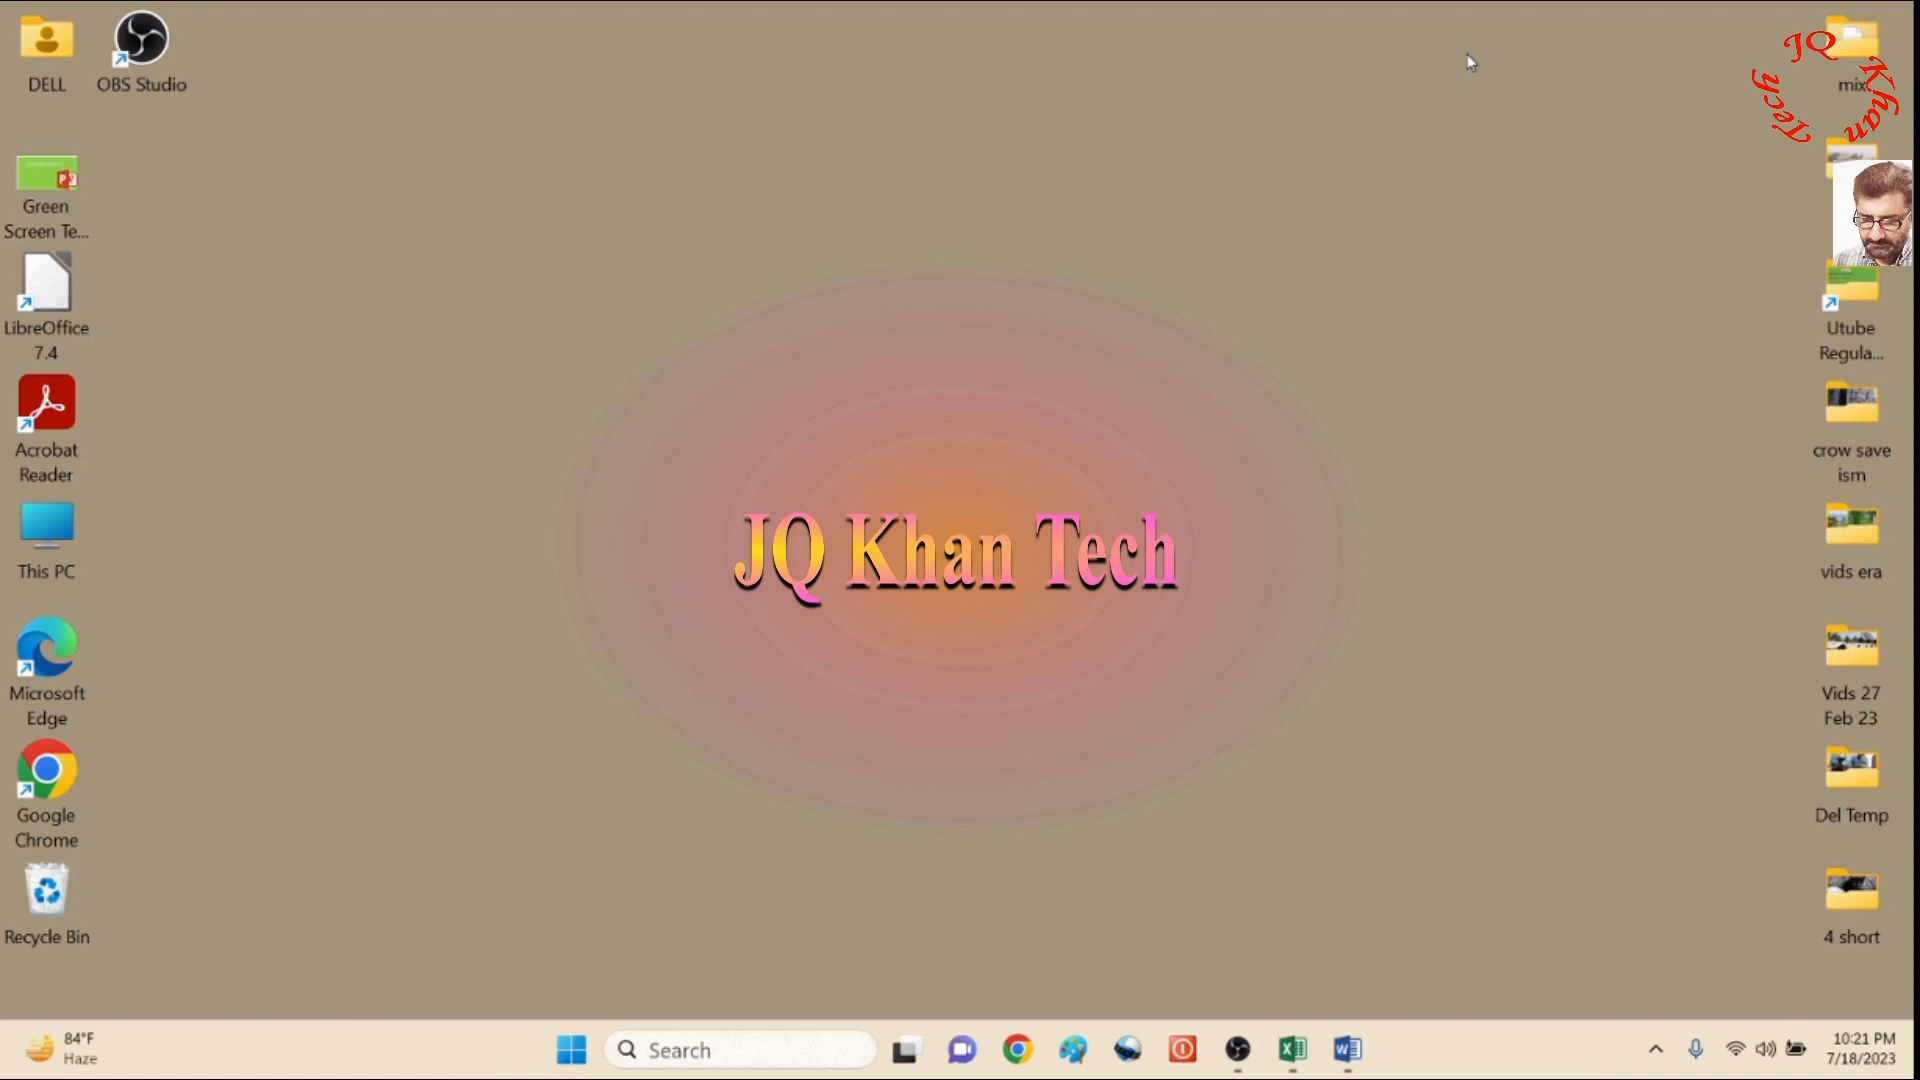 DELL
OBS Studio
Green
Screen Te...
LibreOffice
7.4
Acrobat
Reader
This PC
Microsoft
Edge
Google
Chrome
Recycle Bin
JQ Khan Tech
JQ Khan Tech
mix
Utube
Regula...
crow save
ism
vids era
Vids 27
Feb 23
Del Temp
4 short
84°F
Haze
Search
10:21 PM
7/18/2023